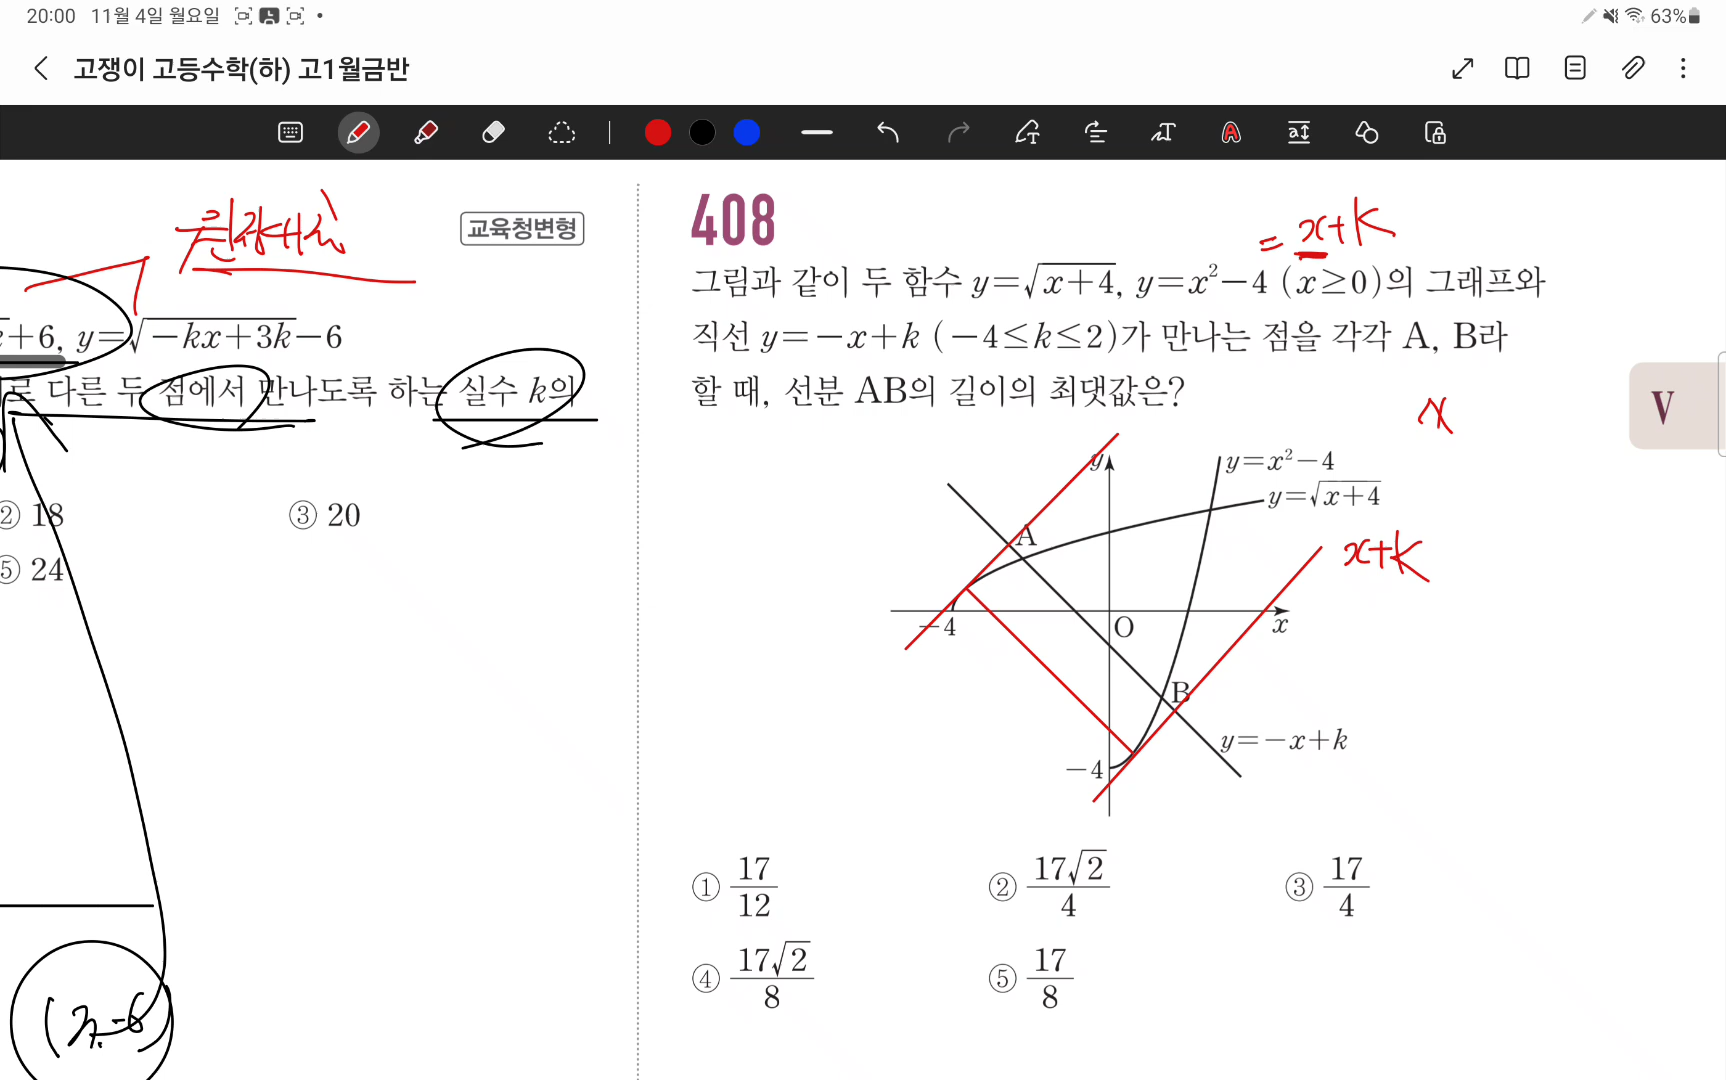 20:00 11월 4일 월요일
63%
고쟁이 고등수학(하) 고1월금반
교육청변형
+6, y=√(−kx+3k)−6
로 다른 두 점에서 만나도록 하는 실수 k의
② 18
③ 20
⑤ 24
408
= x+k
그림과 같이 두 함수 y=√(x+4), y=x²−4 (x≥0)의 그래프와
직선 y=−x+k (−4≤k≤2)가 만나는 점을 각각 A, B라
할 때, 선분 AB의 길이의 최댓값은?
V
y
y=x²−4
y=√(x+4)
A
x+k
−4
O
x
B
y=−x+k
−4
① 17/12
② 17√2/4
③ 17/4
④ 17√2/8
⑤ 17/8